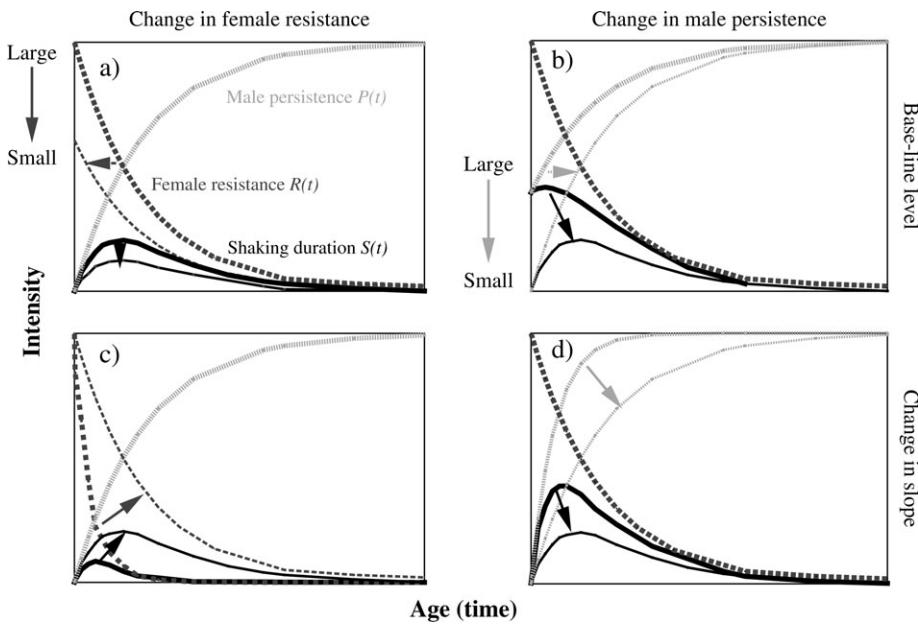 Change in female resistance
Change in male persistence
Large
Small
a)
Male persistence P(t)
Female resistance R(t)
Shaking duration S(t)
b)
Large
Small
Base-line level
Intensity
c)
d)
Change in slope
Age (time)